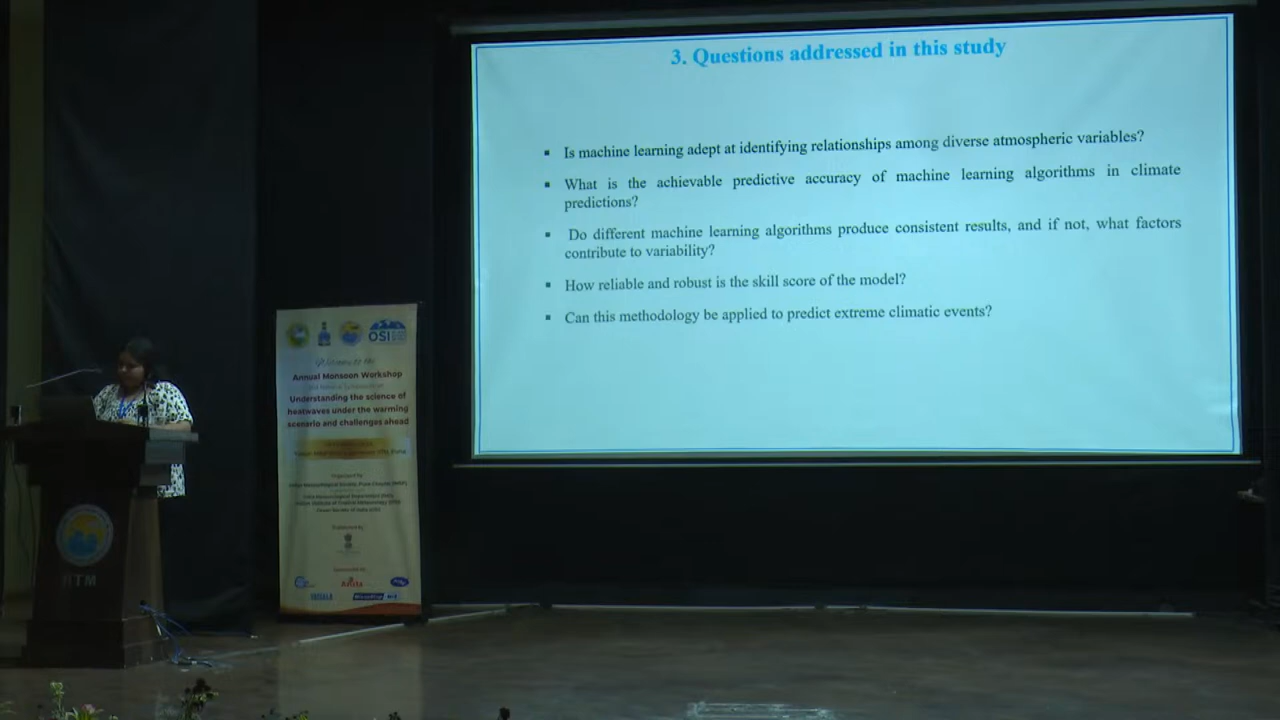 3. Questions addressed in this study
▪ Is machine learning adept at identifying relationships among diverse atmospheric variables?
▪ What is the achievable predictive accuracy of machine learning algorithms in climate
predictions?
▪ Do different machine learning algorithms produce consistent results, and if not, what factors
contribute to variability?
▪ How reliable and robust is the skill score of the model?
▪ Can this methodology be applied to predict extreme climatic events?
OSI
Annual Monsoon Workshop
Understanding the science of
heatwaves under the warming
scenario and challenges ahead
IITM